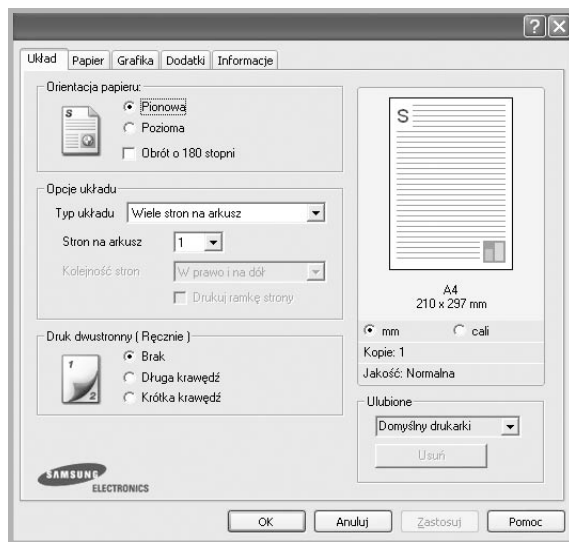 Układ Papier Grafika Dodatki Informacje
Orientacja papieru:
S
Pionowa
Pozioma
Obrót o 180 stopni
Opcje układu
Typ układu Wiele stron na arkusz
Stron na arkusz 1
Kolejność stron W prawo i na dół
Drukuj ramkę strony
Druk dwustronny ( Ręcznie )
1
2
Brak
Długa krawędź
Krótka krawędź
SAMSUNG
ELECTRONICS
S
A4
210 x 297 mm
mm cali
Kopie: 1
Jakość: Normalna
Ulubione
Domyślny drukarki
Usuń
OK Anuluj Zastosuj Pomoc